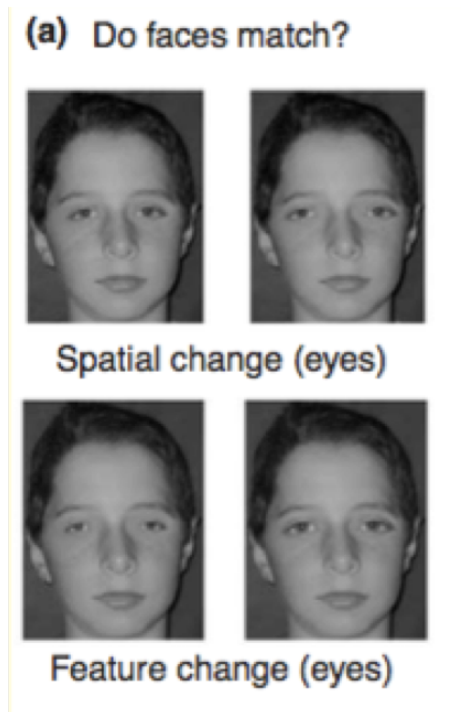 (a) Do faces match?
Spatial change (eyes)
Feature change (eyes)